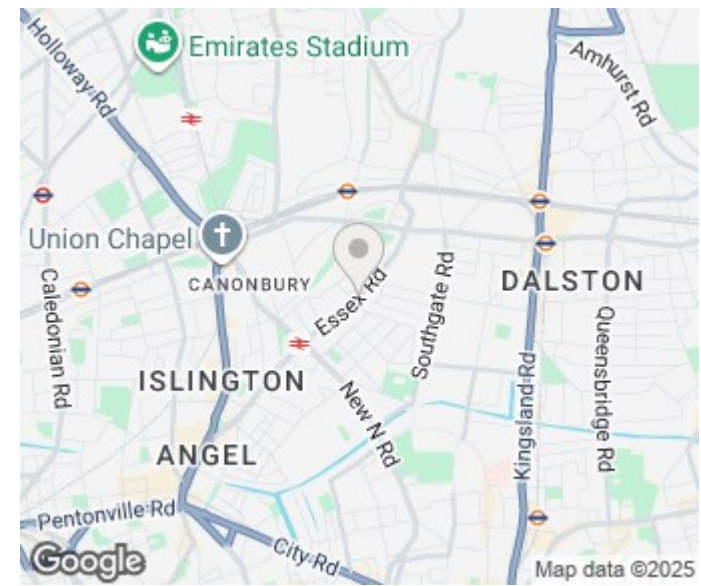 Holloway Rd
Emirates Stadium
Amhurst Rd
Union Chapel
CANONBURY
Caledonian Rd
Essex Rd
Southgate Rd
DALSTON
Queensbridge Rd
ISLINGTON
New N Rd
Kingsland Rd
ANGEL
Pentonville Rd
City Rd
Google
Map data ©2025